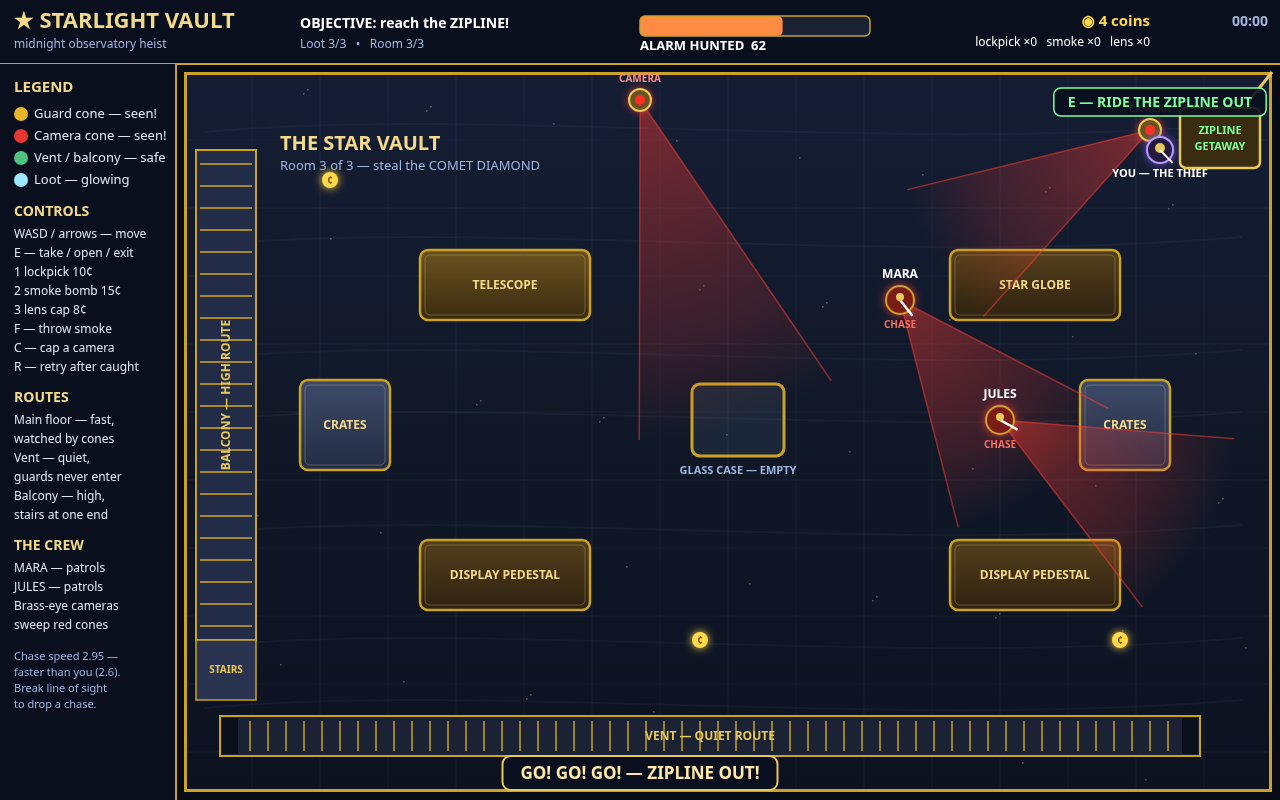 ★ STARLIGHT VAULT
midnight observatory heist
OBJECTIVE: reach the ZIPLINE!
Loot 3/3 • Room 3/3
ALARM HUNTED 62
◉ 4 coins
lockpick ×0 smoke ×0 lens ×0
00:00
LEGEND
Guard cone — seen!
Camera cone — seen!
Vent / balcony — safe
Loot — glowing
CONTROLS
WASD / arrows — move
E — take / open / exit
1 lockpick 10¢
2 smoke bomb 15¢
3 lens cap 8¢
F — throw smoke
C — cap a camera
R — retry after caught
ROUTES
Main floor — fast,
watched by cones
Vent — quiet,
guards never enter
Balcony — high,
stairs at one end
THE CREW
MARA — patrols
JULES — patrols
Brass-eye cameras
sweep red cones
Chase speed 2.95 —
faster than you (2.6).
Break line of sight
to drop a chase.
CAMERA
E — RIDE THE ZIPLINE OUT
ZIPLINE
GETAWAY
YOU — THE THIEF
THE STAR VAULT
Room 3 of 3 — steal the COMET DIAMOND
¢
TELESCOPE
MARA
CHASE
STAR GLOBE
BALCONY — HIGH ROUTE
CRATES
JULES
CHASE
CRATES
GLASS CASE — EMPTY
DISPLAY PEDESTAL
DISPLAY PEDESTAL
¢
¢
STAIRS
VENT — QUIET ROUTE
GO! GO! GO! — ZIPLINE OUT!